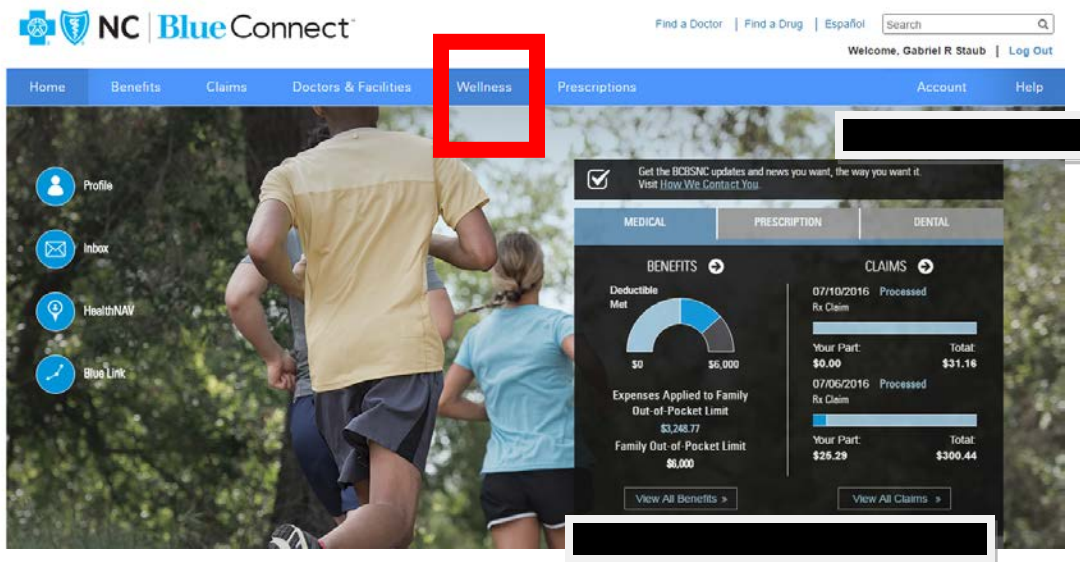 NC Blue Connect
Find a Doctor | Find a Drug | Español Search
Welcome, Gabriel R Staub | Log Out
Home Benefits Claims Doctors & Facilities Wellness Prescriptions Account Help
Get the BCBSNC updates and news you want, the way you want it.
Visit How We Contact You.
Profile
Inbox
HealthNAV
Blue Link
MEDICAL PRESCRIPTION DENTAL
BENEFITS
Deductible
Met
$0 $6,000
Expenses Applied to Family
Out-of-Pocket Limit
$3,248.77
Family Out-of-Pocket Limit
$6,000
View All Benefits »
CLAIMS
07/10/2016 Processed
Rx Claim
Your Part: Total:
$0.00 $31.16
07/06/2016 Processed
Rx Claim
Your Part: Total:
$25.29 $300.44
View All Claims »